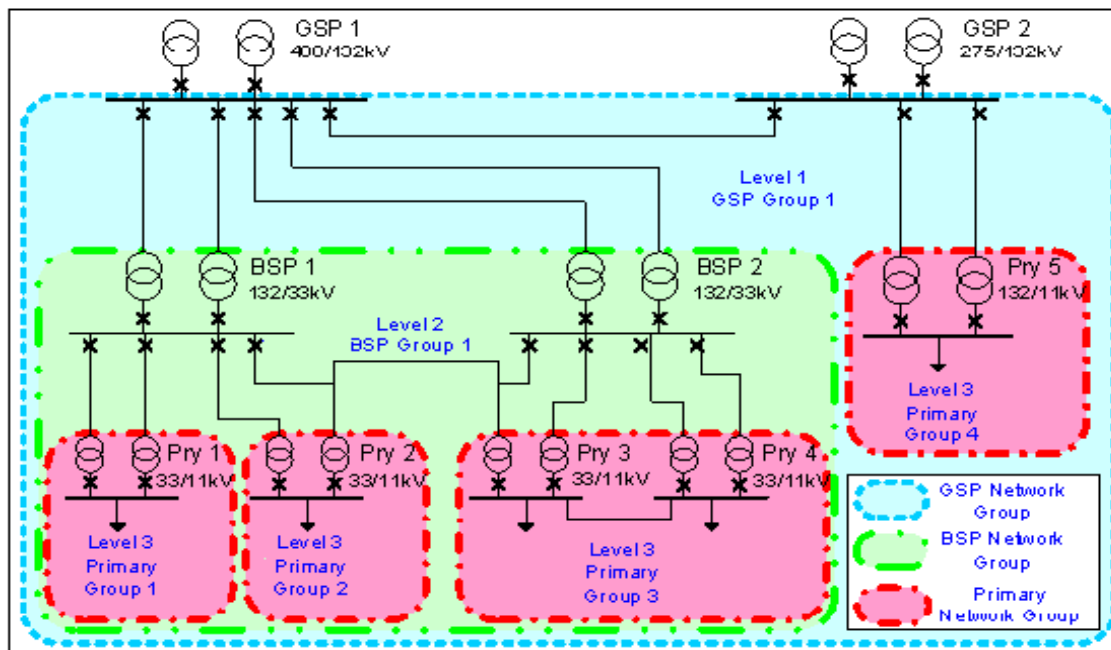 GSP 1
400/132kV
GSP 2
275/132kV
Level 1
GSP Group 1
BSP 1
132/33kV
BSP 2
132/33kV
Pry 5
132/11kV
Level 2
BSP Group 1
Level 3
Primary
Group 4
Pry 1
33/11kV
Pry 2
33/11kV
Pry 3
33/11kV
Pry 4
33/11kV
Level 3
Primary
Group 1
Level 3
Primary
Group 2
Level 3
Primary
Group 3
GSP Network
Group
BSP Network
Group
Primary
Network Group